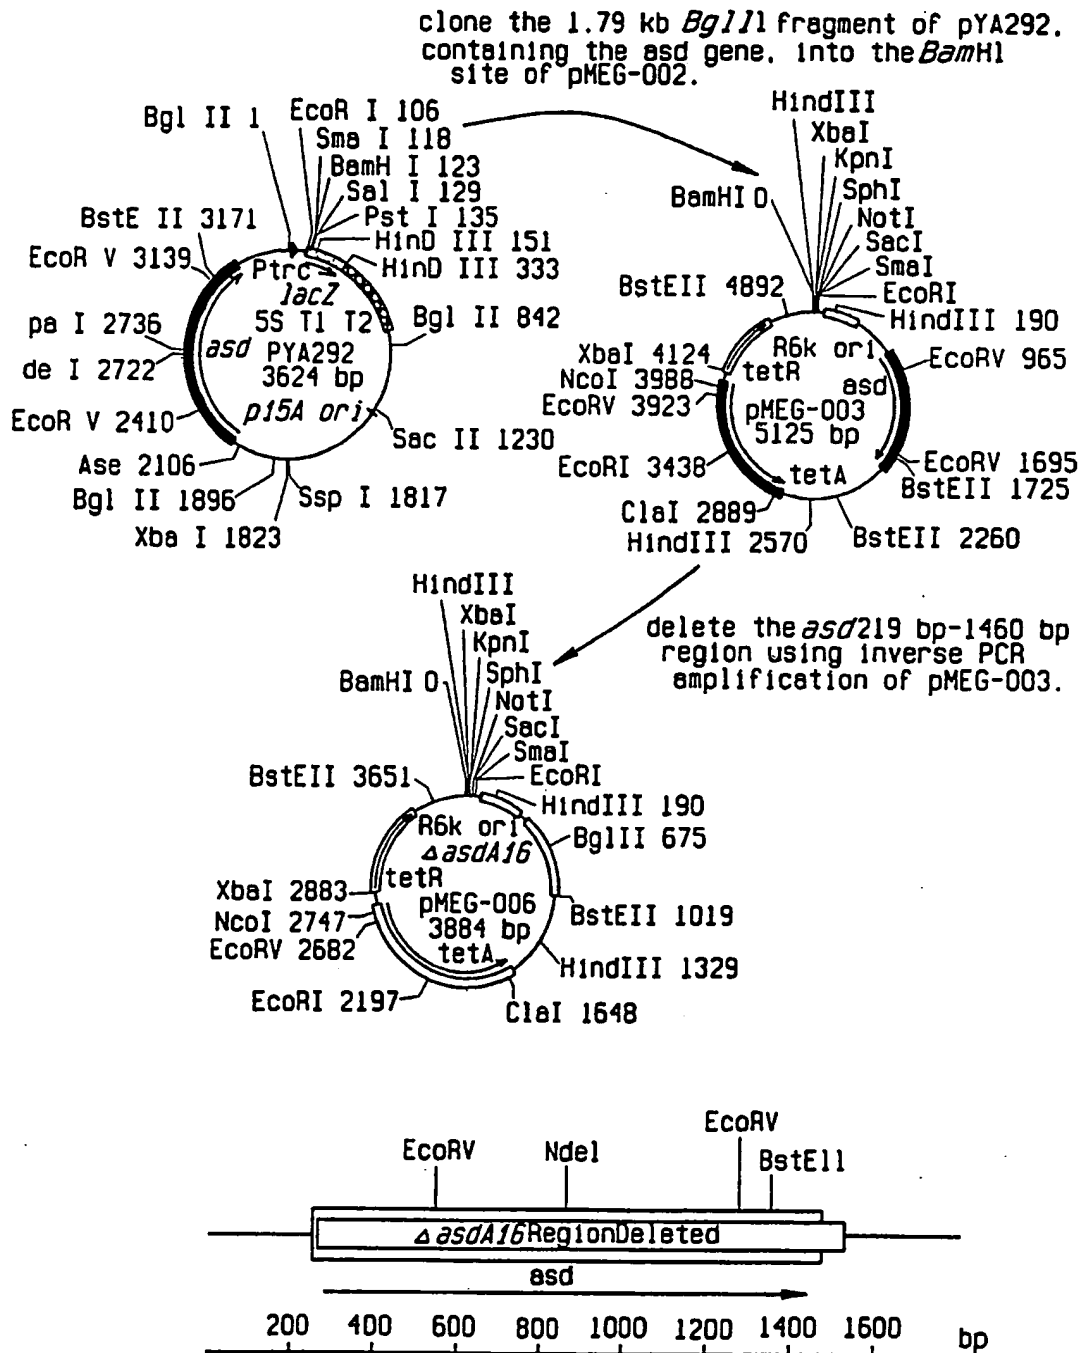 clone the 1.79 kb BglII fragment of pYA292,
containing the asd gene, into the BamHI
site of pMEG-002.
Bgl II 1
EcoR I 106
Sma I 118
BamH I 123
Sal I 129
Pst I 135
HinD III 151
HinD III 333
BstE II 3171
EcoR V 3139
pa I 2736
de I 2722
EcoR V 2410
Ase 2106
Bgl II 1896
Xba I 1823
Ssp I 1817
Sac II 1230
Bgl II 842
Ptrc
lacZ
5S T1 T2
asd
PYA292
3624 bp
p15A ori
HindIII
XbaI
KpnI
SphI
NotI
SacI
SmaI
EcoRI
BamHI 0
HindIII 190
BstEII 4892
XbaI 4124
NcoI 3988
EcoRV 3923
EcoRI 3438
ClaI 2889
HindIII 2570
BstEII 2260
BstEII 1725
EcoRV 1695
EcoRV 965
R6k ori
tetR
asd
pMEG-003
5125 bp
tetA
delete the asd 219 bp-1460 bp
region using inverse PCR
amplification of pMEG-003.
HindIII
XbaI
KpnI
SphI
NotI
SacI
SmaI
EcoRI
BamHI 0
HindIII 190
BstEII 3651
BglII 675
XbaI 2883
NcoI 2747
EcoRV 2682
EcoRI 2197
ClaI 1648
HindIII 1329
BstEII 1019
R6k ori
Δ asdA16
tetR
pMEG-006
3884 bp
tetA
EcoRV
NdeI
EcoRV
BstEII
Δ asdA16 RegionDeleted
asd
200 400 600 800 1000 1200 1400 1600 bp